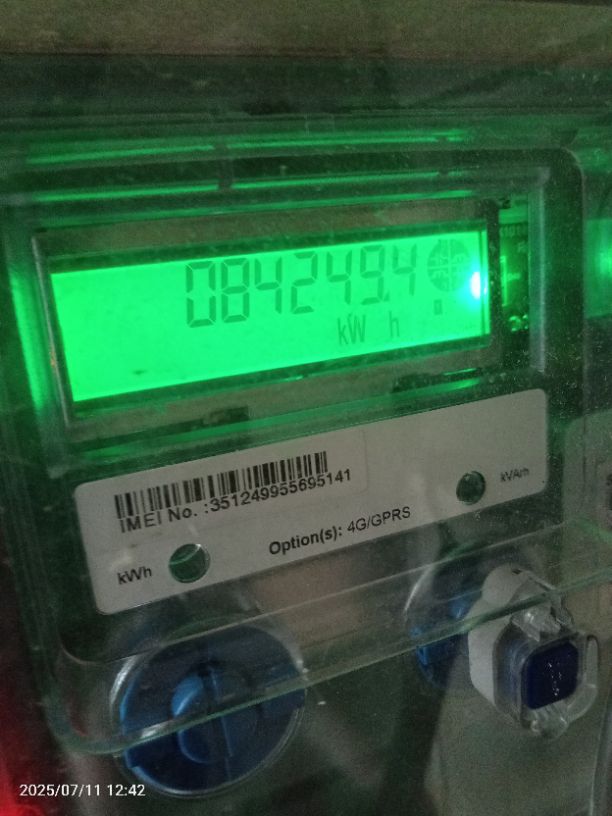 084249.4
kW h
IMEI No. :351249955695141
kVArh
Option(s): 4G/GPRS
kWh
2025/07/11 12:42